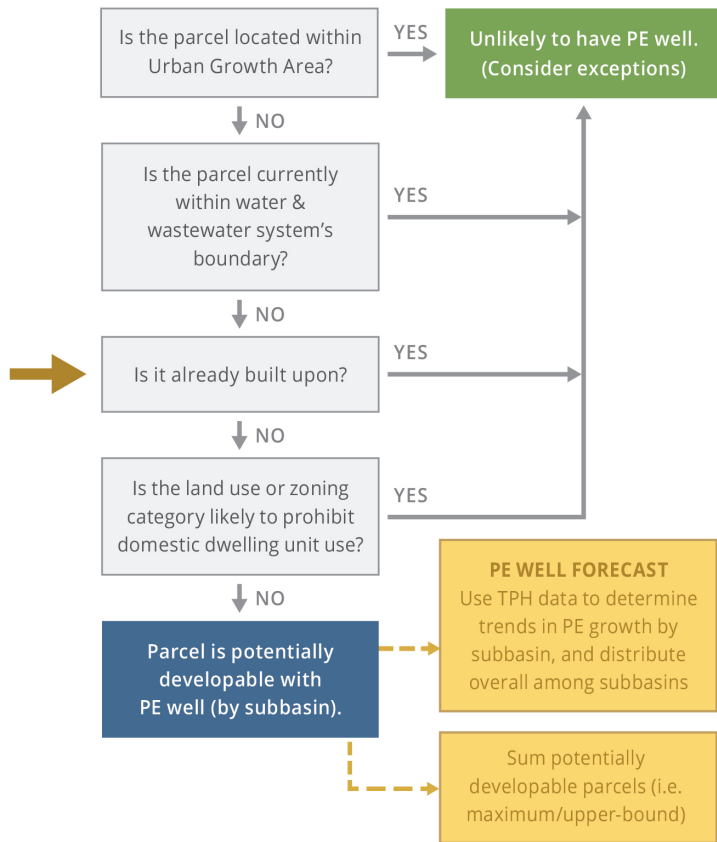 Is the parcel located within
Urban Growth Area?
YES
Unlikely to have PE well.
(Consider exceptions)
NO
Is the parcel currently
within water &
wastewater system's
boundary?
YES
NO
Is it already built upon?
YES
NO
Is the land use or zoning
category likely to prohibit
domestic dwelling unit use?
YES
NO
Parcel is potentially
developable with
PE well (by subbasin).
PE WELL FORECAST
Use TPH data to determine
trends in PE growth by
subbasin, and distribute
overall among subbasins
Sum potentially
developable parcels (i.e.
maximum/upper-bound)